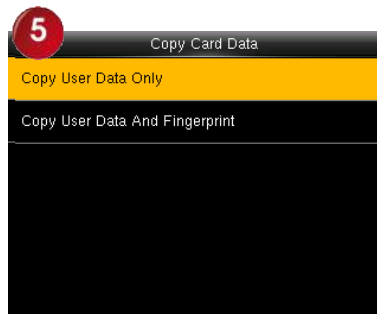 5
Copy Card Data
Copy User Data Only
Copy User Data And Fingerprint